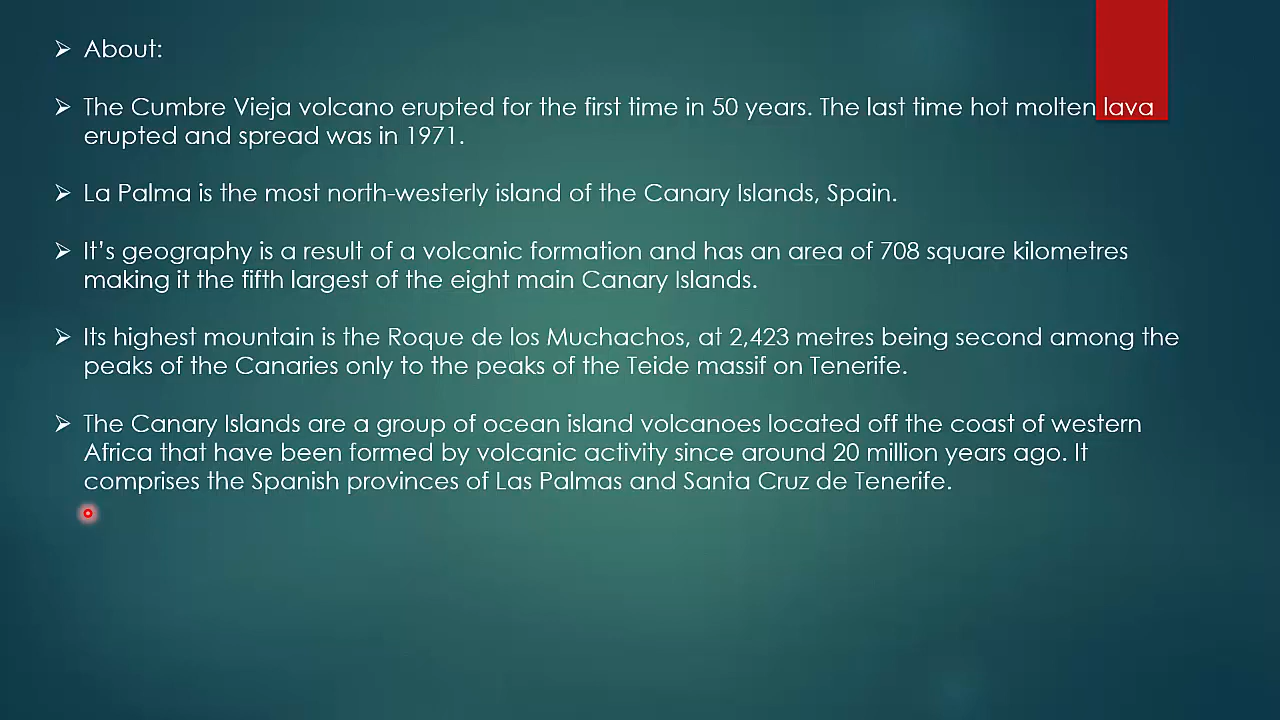 About:
The Cumbre Vieja volcano erupted for the first time in 50 years. The last time hot molten lava
erupted and spread was in 1971.
La Palma is the most north-westerly island of the Canary Islands, Spain.
It’s geography is a result of a volcanic formation and has an area of 708 square kilometres
making it the fifth largest of the eight main Canary Islands.
Its highest mountain is the Roque de los Muchachos, at 2,423 metres being second among the
peaks of the Canaries only to the peaks of the Teide massif on Tenerife.
The Canary Islands are a group of ocean island volcanoes located off the coast of western
Africa that have been formed by volcanic activity since around 20 million years ago. It
comprises the Spanish provinces of Las Palmas and Santa Cruz de Tenerife.